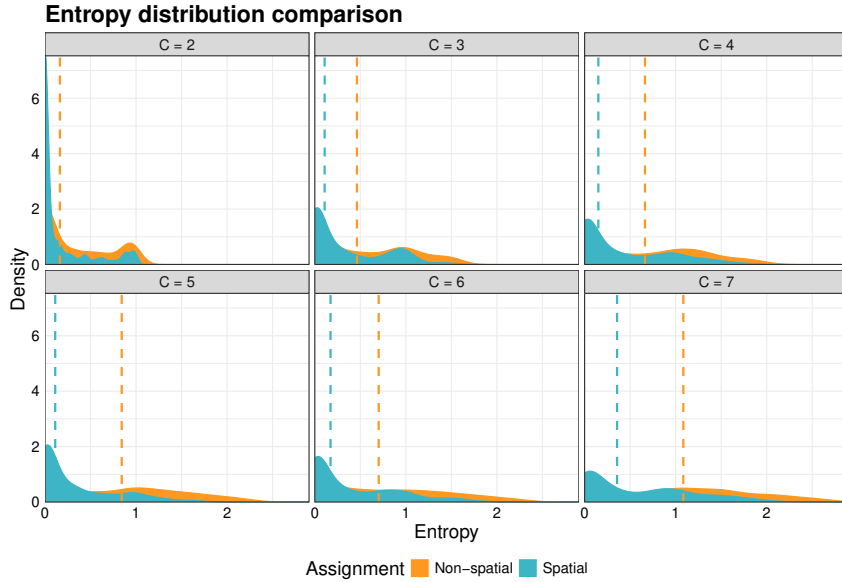 Entropy distribution comparison
C = 2 C = 3 C = 4
6
4
2
0
Density
C = 5 C = 6 C = 7
6
4
2
0
0 1 2 0 1 2 0 1 2
Entropy
Assignment Non−spatial Spatial